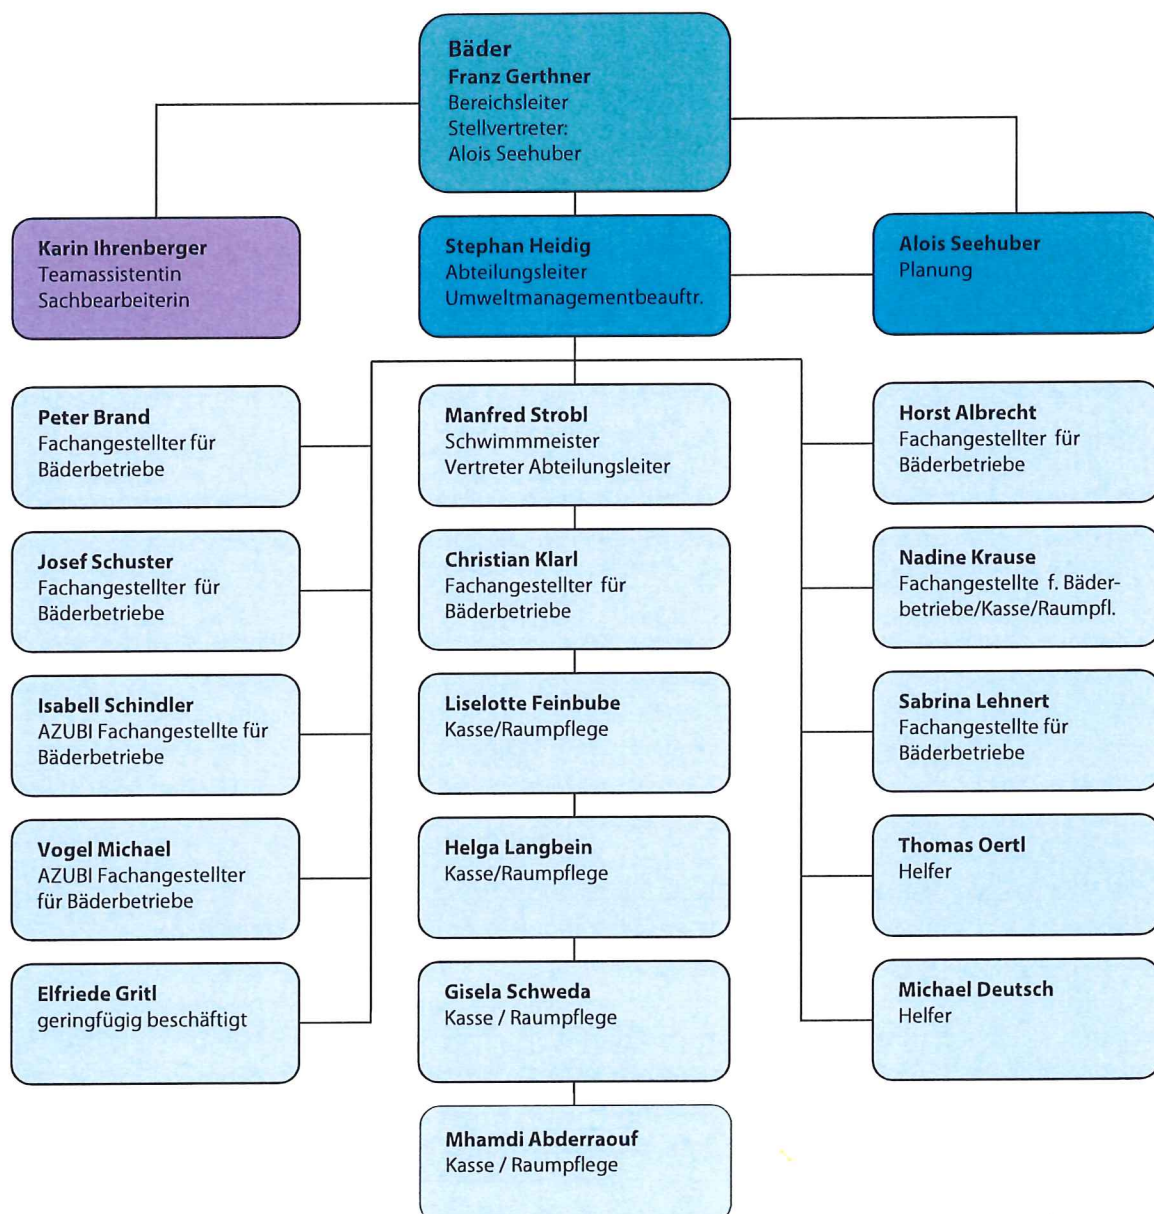 Bäder
Franz Gerthner
Bereichsleiter
Stellvertreter:
Alois Seehuber
Karin Ihrenberger
Teamassistentin
Sachbearbeiterin
Stephan Heidig
Abteilungsleiter
Umweltmanagementbeauftr.
Alois Seehuber
Planung
Peter Brand
Fachangestellter für
Bäderbetriebe
Manfred Strobl
Schwimmmeister
Vertreter Abteilungsleiter
Horst Albrecht
Fachangestellter für
Bäderbetriebe
Josef Schuster
Fachangestellter für
Bäderbetriebe
Christian Klarl
Fachangestellter für
Bäderbetriebe
Nadine Krause
Fachangestellte f. Bäder-
betriebe/Kasse/Raumpfl.
Isabell Schindler
AZUBI Fachangestellte für
Bäderbetriebe
Liselotte Feinbube
Kasse/Raumpflege
Sabrina Lehnert
Fachangestellte für
Bäderbetriebe
Vogel Michael
AZUBI Fachangestellter
für Bäderbetriebe
Helga Langbein
Kasse/Raumpflege
Thomas Oertl
Helfer
Elfriede Gritl
geringfügig beschäftigt
Gisela Schweda
Kasse / Raumpflege
Michael Deutsch
Helfer
Mhamdi Abderraouf
Kasse / Raumpflege